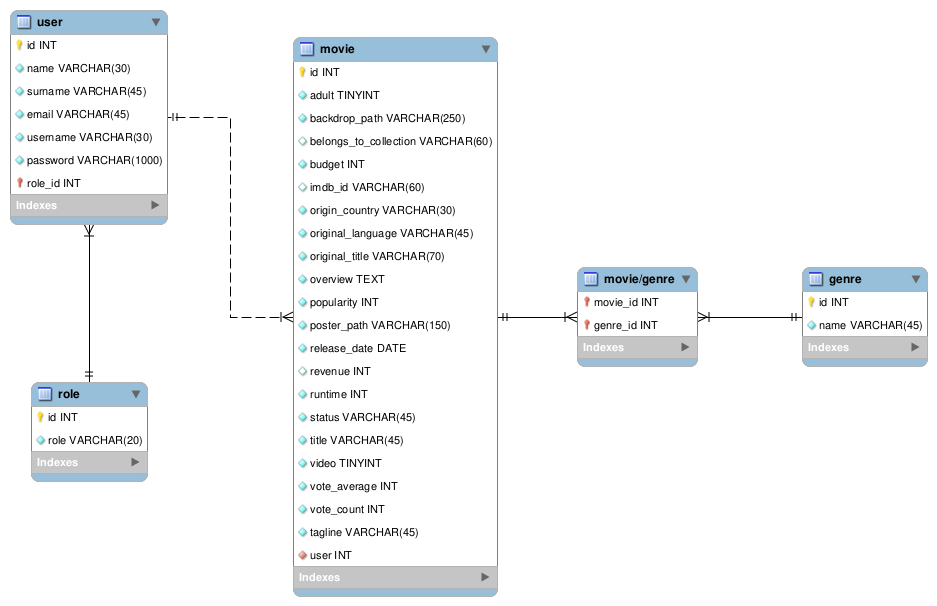 user
id INT
name VARCHAR(30)
surname VARCHAR(45)
email VARCHAR(45)
username VARCHAR(30)
password VARCHAR(1000)
role_id INT
Indexes
role
id INT
role VARCHAR(20)
Indexes
movie
id INT
adult TINYINT
backdrop_path VARCHAR(250)
belongs_to_collection VARCHAR(60)
budget INT
imdb_id VARCHAR(60)
origin_country VARCHAR(30)
original_language VARCHAR(45)
original_title VARCHAR(70)
overview TEXT
popularity INT
poster_path VARCHAR(150)
release_date DATE
revenue INT
runtime INT
status VARCHAR(45)
title VARCHAR(45)
video TINYINT
vote_average INT
vote_count INT
tagline VARCHAR(45)
user INT
Indexes
movie/genre
movie_id INT
genre_id INT
Indexes
genre
id INT
name VARCHAR(45)
Indexes